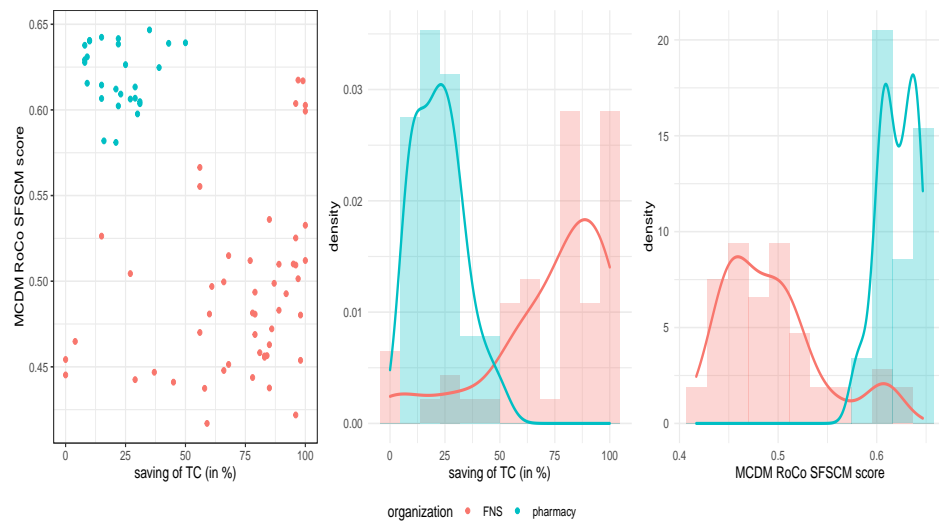 MCDM RoCo SFSCM score
0.65
0.60
0.55
0.50
0.45
0 25 50 75 100
saving of TC (in %)
density
0.03
0.02
0.01
0.00
0 25 50 75 100
saving of TC (in %)
density
20
15
10
5
0
0.4 0.5 0.6
MCDM RoCo SFSCM score
organization FNS pharmacy